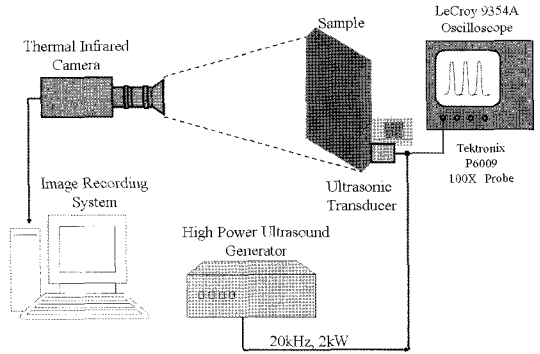 LeCroy 9354A
Oscilloscope
Sample
Thermal Infrared
Camera
Tektronix
P6009
100X Probe
Ultrasonic
Transducer
Image Recording
System
High Power Ultrasound
Generator
20kHz, 2kW